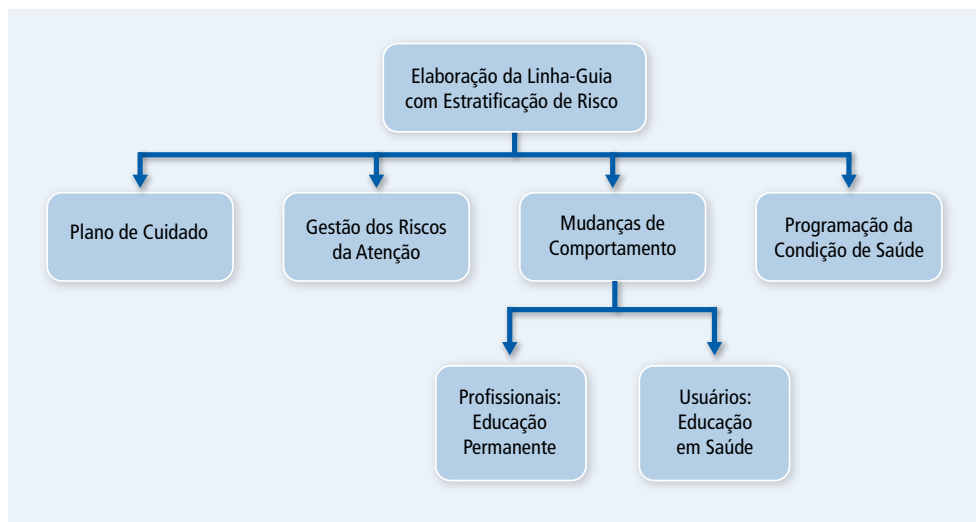 Elaboração da Linha-Guia
com Estratificação de Risco
Plano de Cuidado
Gestão dos Riscos
da Atenção
Mudanças de
Comportamento
Programação da
Condição de Saúde
Profissionais:
Educação
Permanente
Usuários:
Educação
em Saúde